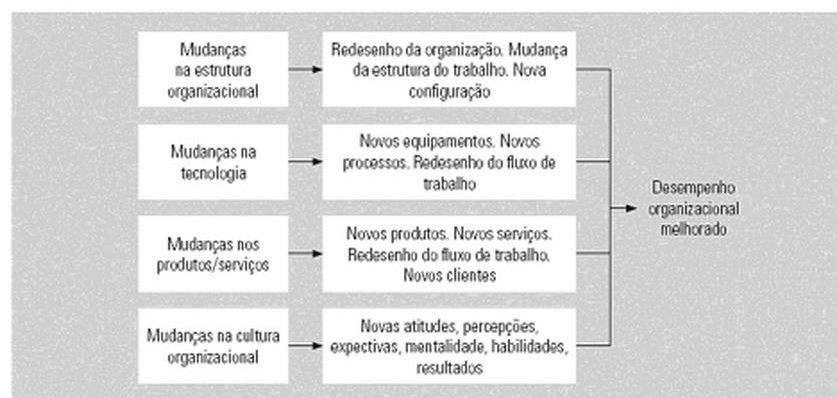 Mudanças
na estrutura
organizacional
Redesenho da organização. Mudança
da estrutura do trabalho. Nova
configuração
Mudanças na
tecnologia
Novos equipamentos. Novos
processos. Redesenho do fluxo de
trabalho
Mudanças nos
produtos/serviços
Novos produtos. Novos serviços.
Redesenho do fluxo de trabalho.
Novos clientes
Mudanças na cultura
organizacional
Novas atitudes, percepções,
expectivas, mentalidade, habilidades,
resultados
Desempenho
organizacional
melhorado